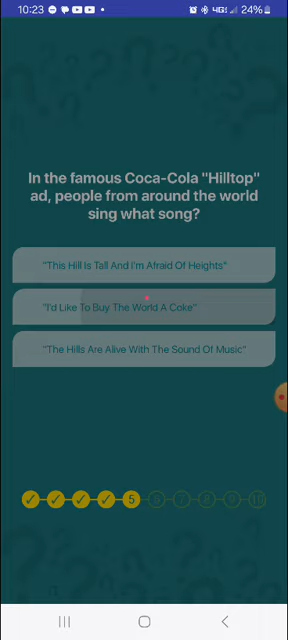 10:23 4G 24%
In the famous Coca-Cola "Hilltop"
ad, people from around the world
sing what song?
"This Hill Is Tall And I'm Afraid Of Heights"
"I'd Like To Buy The World A Coke"
"The Hills Are Alive With The Sound Of Music"
5 6 7 8 9 10